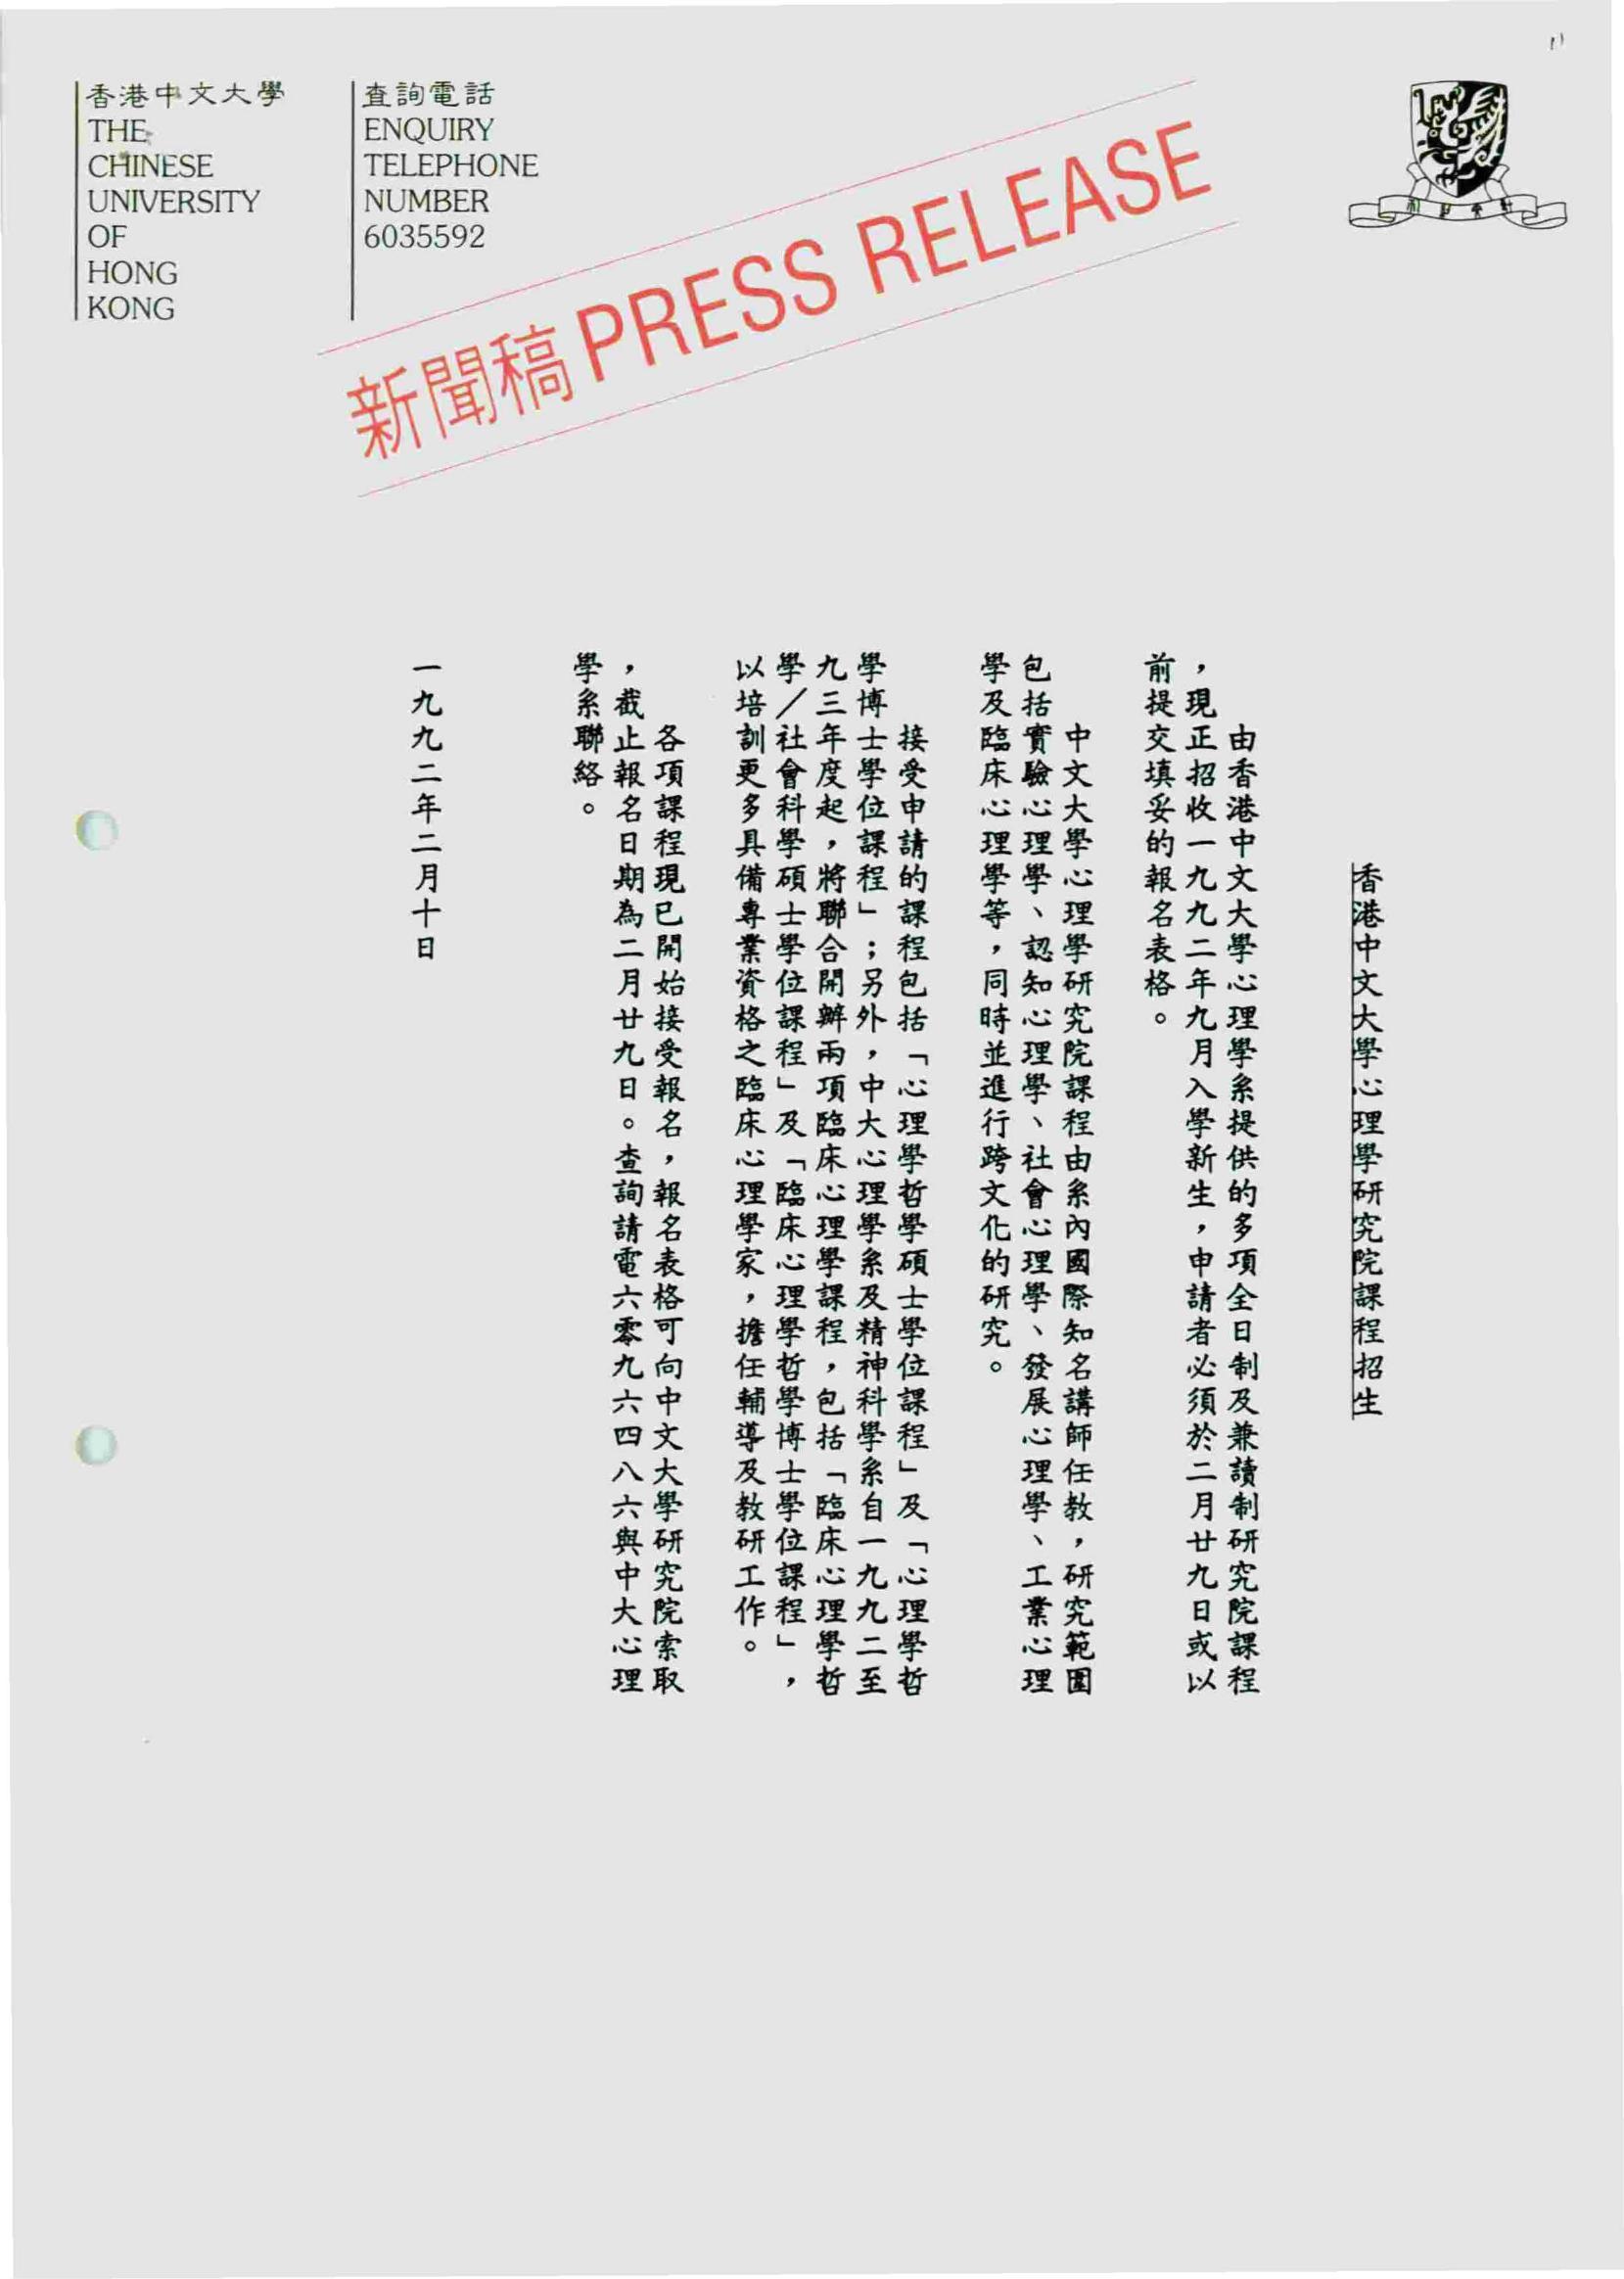 香港中文大學
THE
CHINESE
UNIVERSITY
OF
HONG
KONG
查詢電話
ENQUIRY
TELEPHONE
NUMBER
6035592
新聞稿 PRESS RELEASE
香港中文大學心理學研究院課程招生
由香港中文大學心理學系提供的多項全日制及兼讀制研究院課程
，現正招收一九九二年九月入學新生，申請者必須於二月廿九日或以
前提交填妥的報名表格。
中文大學心理學研究院課程由系內國際知名講師任教，研究範圍
包括實驗心理學、認知心理學、社會心理學、發展心理學、工業心理
學及臨床心理學等，同時並進行跨文化的研究。
接受申請的課程包括「心理學哲學碩士學位課程」及「心理學哲
學博士學位課程」；另外，中大心理學系及精神科學系自一九九二至
九三年度起，將聯合開辦兩項臨床心理學課程，包括「臨床心理學哲
學／社會科學碩士學位課程」及「臨床心理學哲學博士學位課程」，
以培訓更多具備專業資格之臨床心理學家，擔任輔導及教研工作。
各項課程現已開始接受報名，報名表格可向中文大學研究院索取
，截止報名日期為二月廿九日。查詢請電六零九六四八六與中大心理
學系聯絡。
一九九二年二月十日